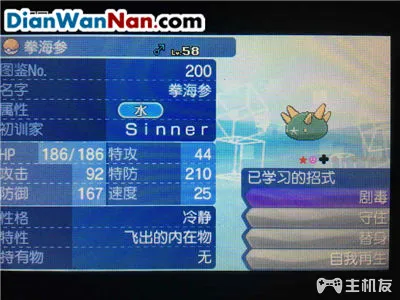 DianWanNan.com
拳海参 ♂ Lv.58
图鉴No. 200
名字 拳海参
属性 水
初训家 Sinner
HP 186/186 特攻 44
攻击 92 特防 210
防御 167 速度 25
性格 冷静
特性 飞出的内在物
持有物 无
已学习的招式
剧毒
守住
替身
自我再生
主机友